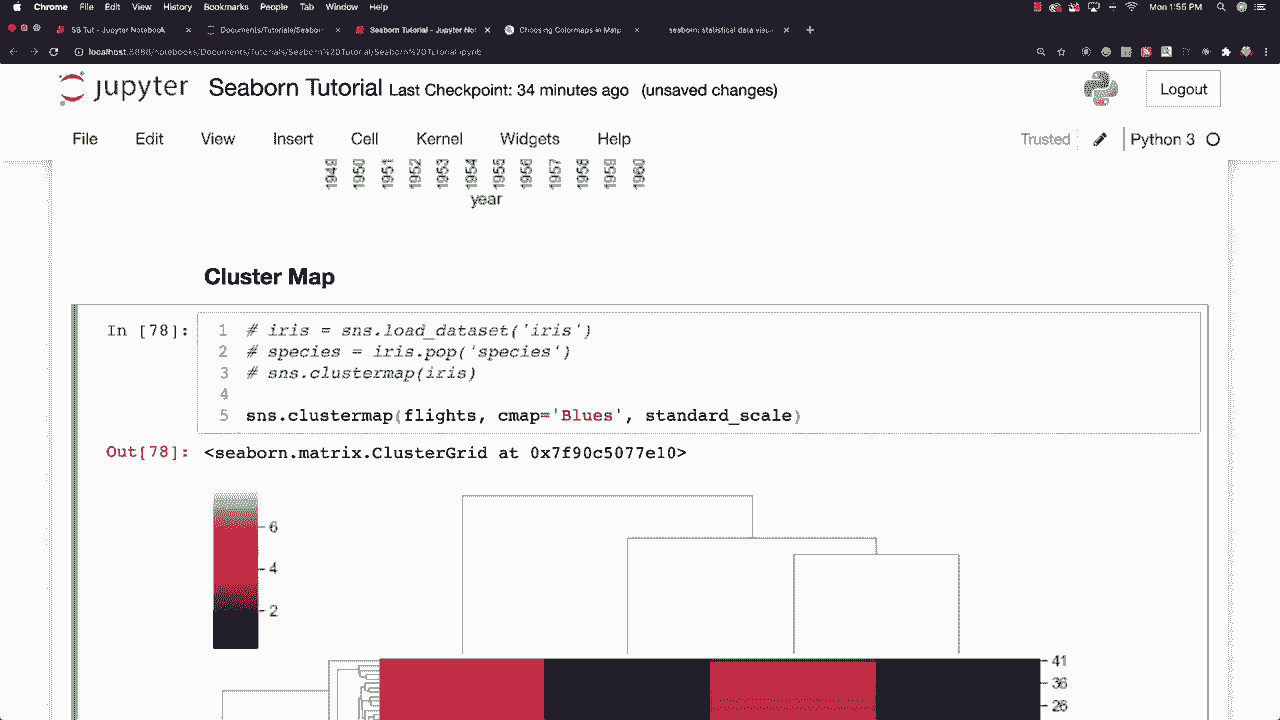 Chrome File Edit View History Bookmarks People Tab Window Help Mon 1:55 PM
SB Tut - Jupyter Notebook Documents/Tutorials/Seabor Seaborn Tutorial - Jupyter No Choosing Colormaps in Matp seaborn: statistical data visu
localhost:8888/notebooks/Documents/Tutorials/Seaborn%20Tutorial/Seaborn%20Tutorial.ipynb
jupyter Seaborn Tutorial Last Checkpoint: 34 minutes ago (unsaved changes) Logout
File Edit View Insert Cell Kernel Widgets Help Trusted Python 3
1949 1950 1951 1952 1953 1954 1955 1956 1957 1958 1959 1960
year
Cluster Map
In [78]: 1 # iris = sns.load_dataset('iris')
2 # species = iris.pop('species')
3 # sns.clustermap(iris)
4
5 sns.clustermap(flights, cmap='Blues', standard_scale)
Out[78]: <seaborn.matrix.ClusterGrid at 0x7f90c5077e10>
6
4
2
41
36
28